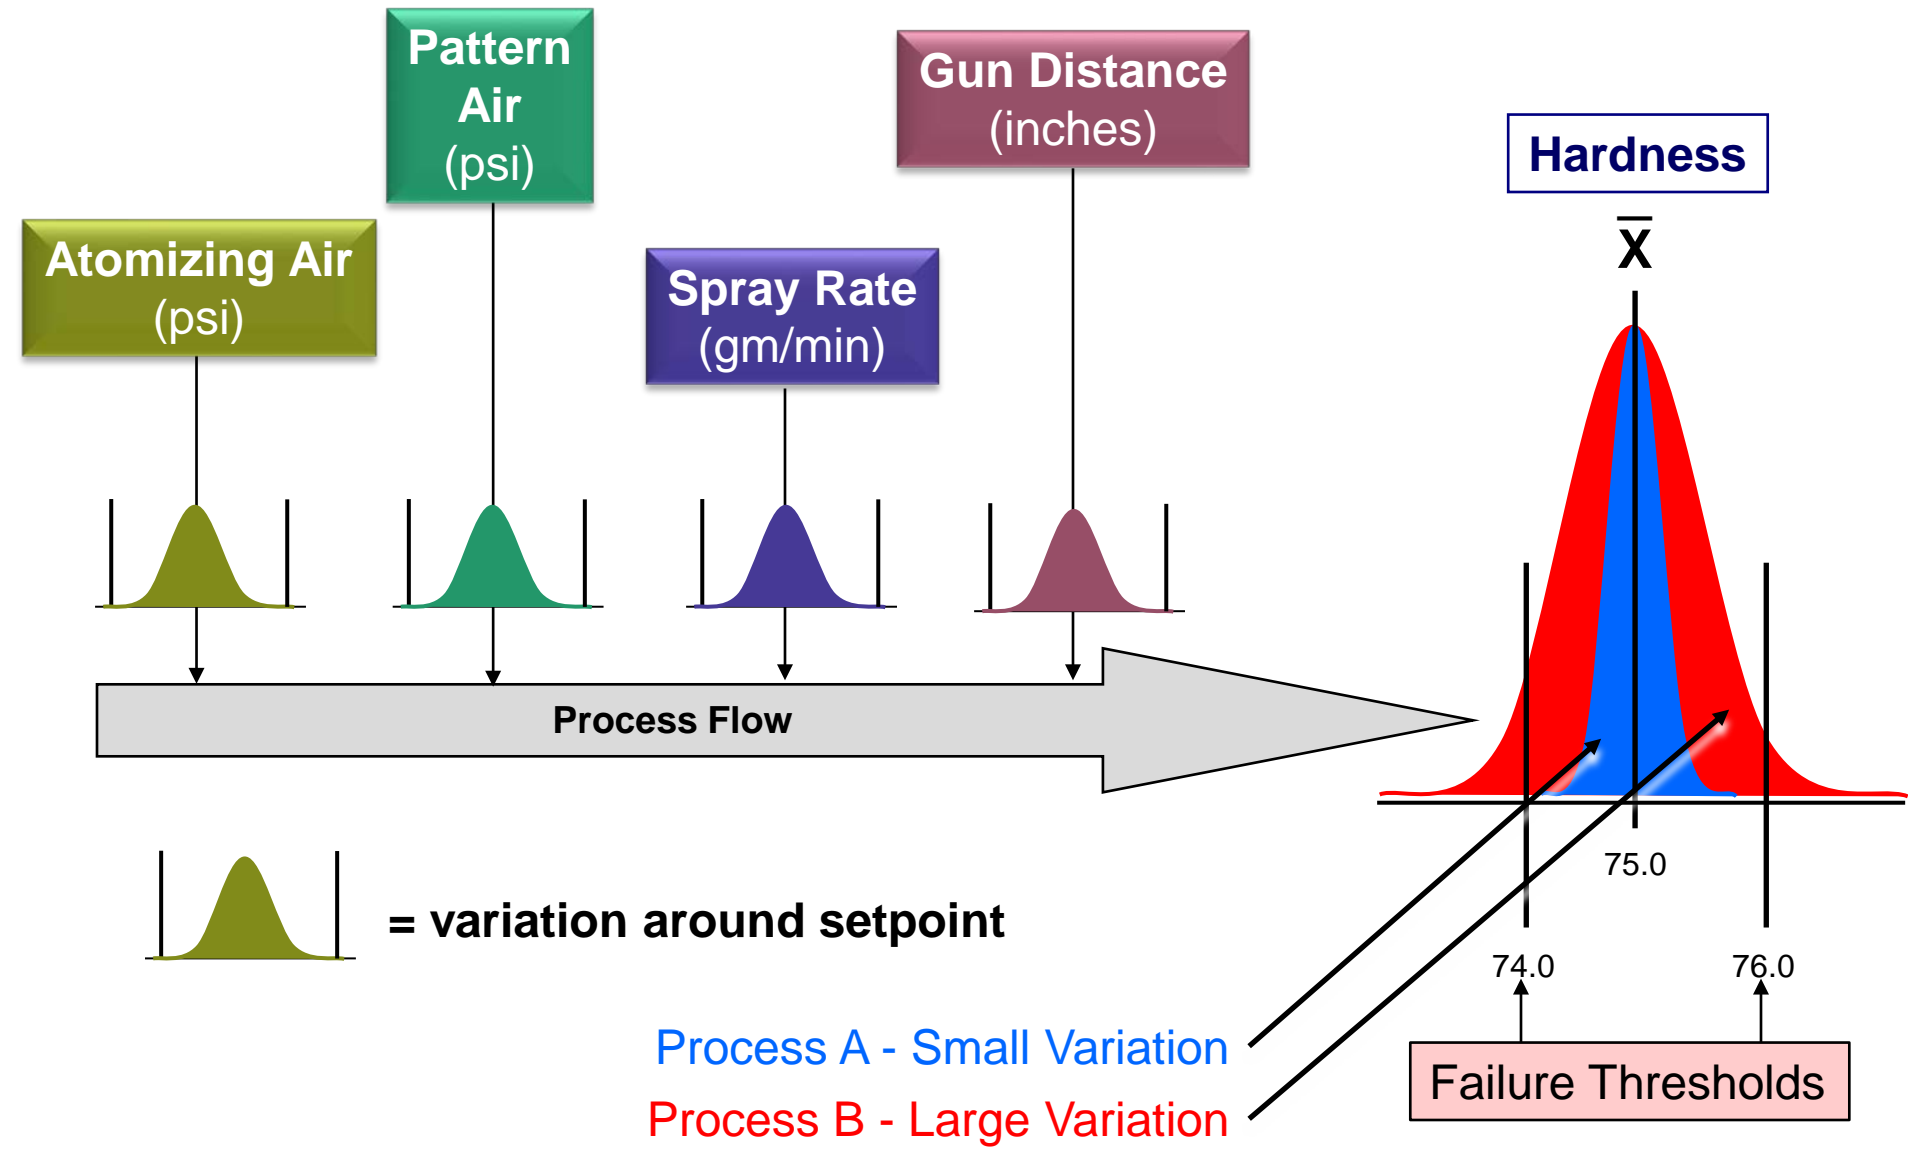 Pattern
Air
(psi)
Gun Distance
(inches)
Hardness
X̅
Atomizing Air
(psi)
Spray Rate
(gm/min)
Process Flow
75.0
= variation around setpoint
74.0
76.0
Process A - Small Variation
Process B - Large Variation
Failure Thresholds